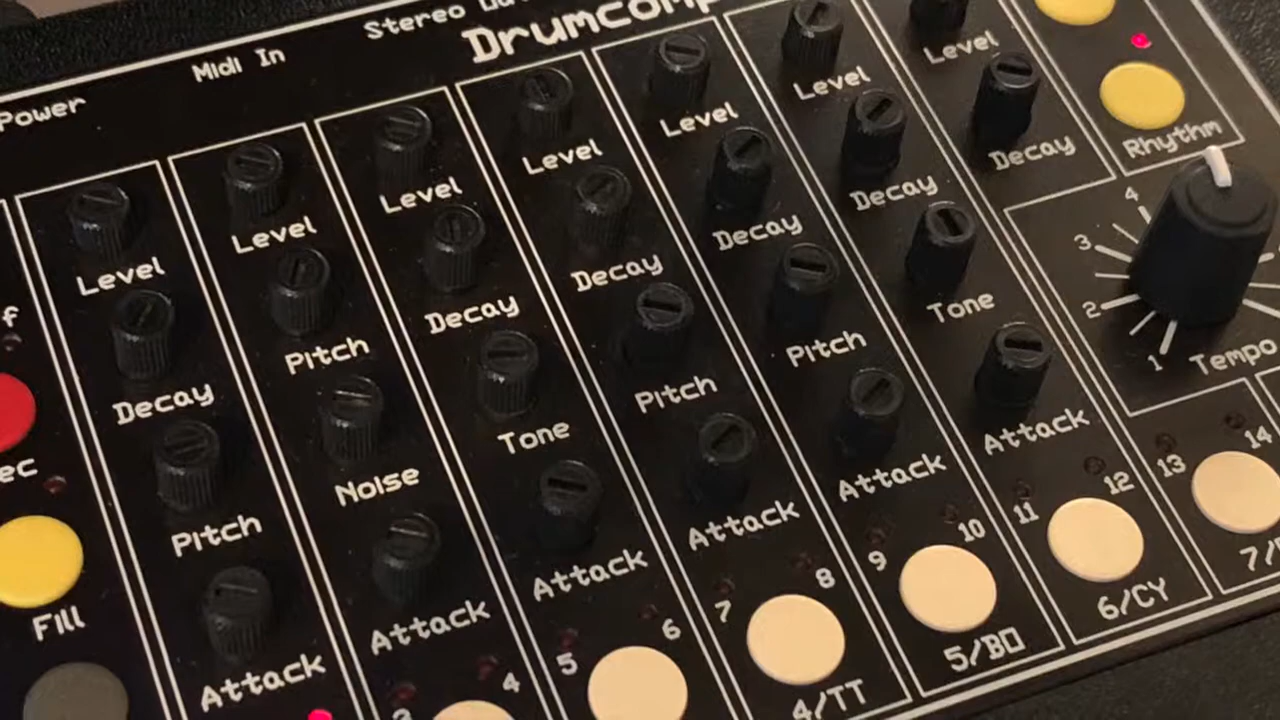 Power
Midi In
Stereo
Level
Decay
Pitch
Attack
Level
Pitch
Noise
Attack
Level
Decay
Tone
Attack
Level
Decay
Pitch
Attack
Level
Decay
Pitch
Attack
Level
Decay
Tone
Attack
Level
Decay
Rhythm
1
2
3
4
Tempo
Fill
3
4
5
6
7
8
4/TT
9
10
5/BD
11
12
6/CY
13
14